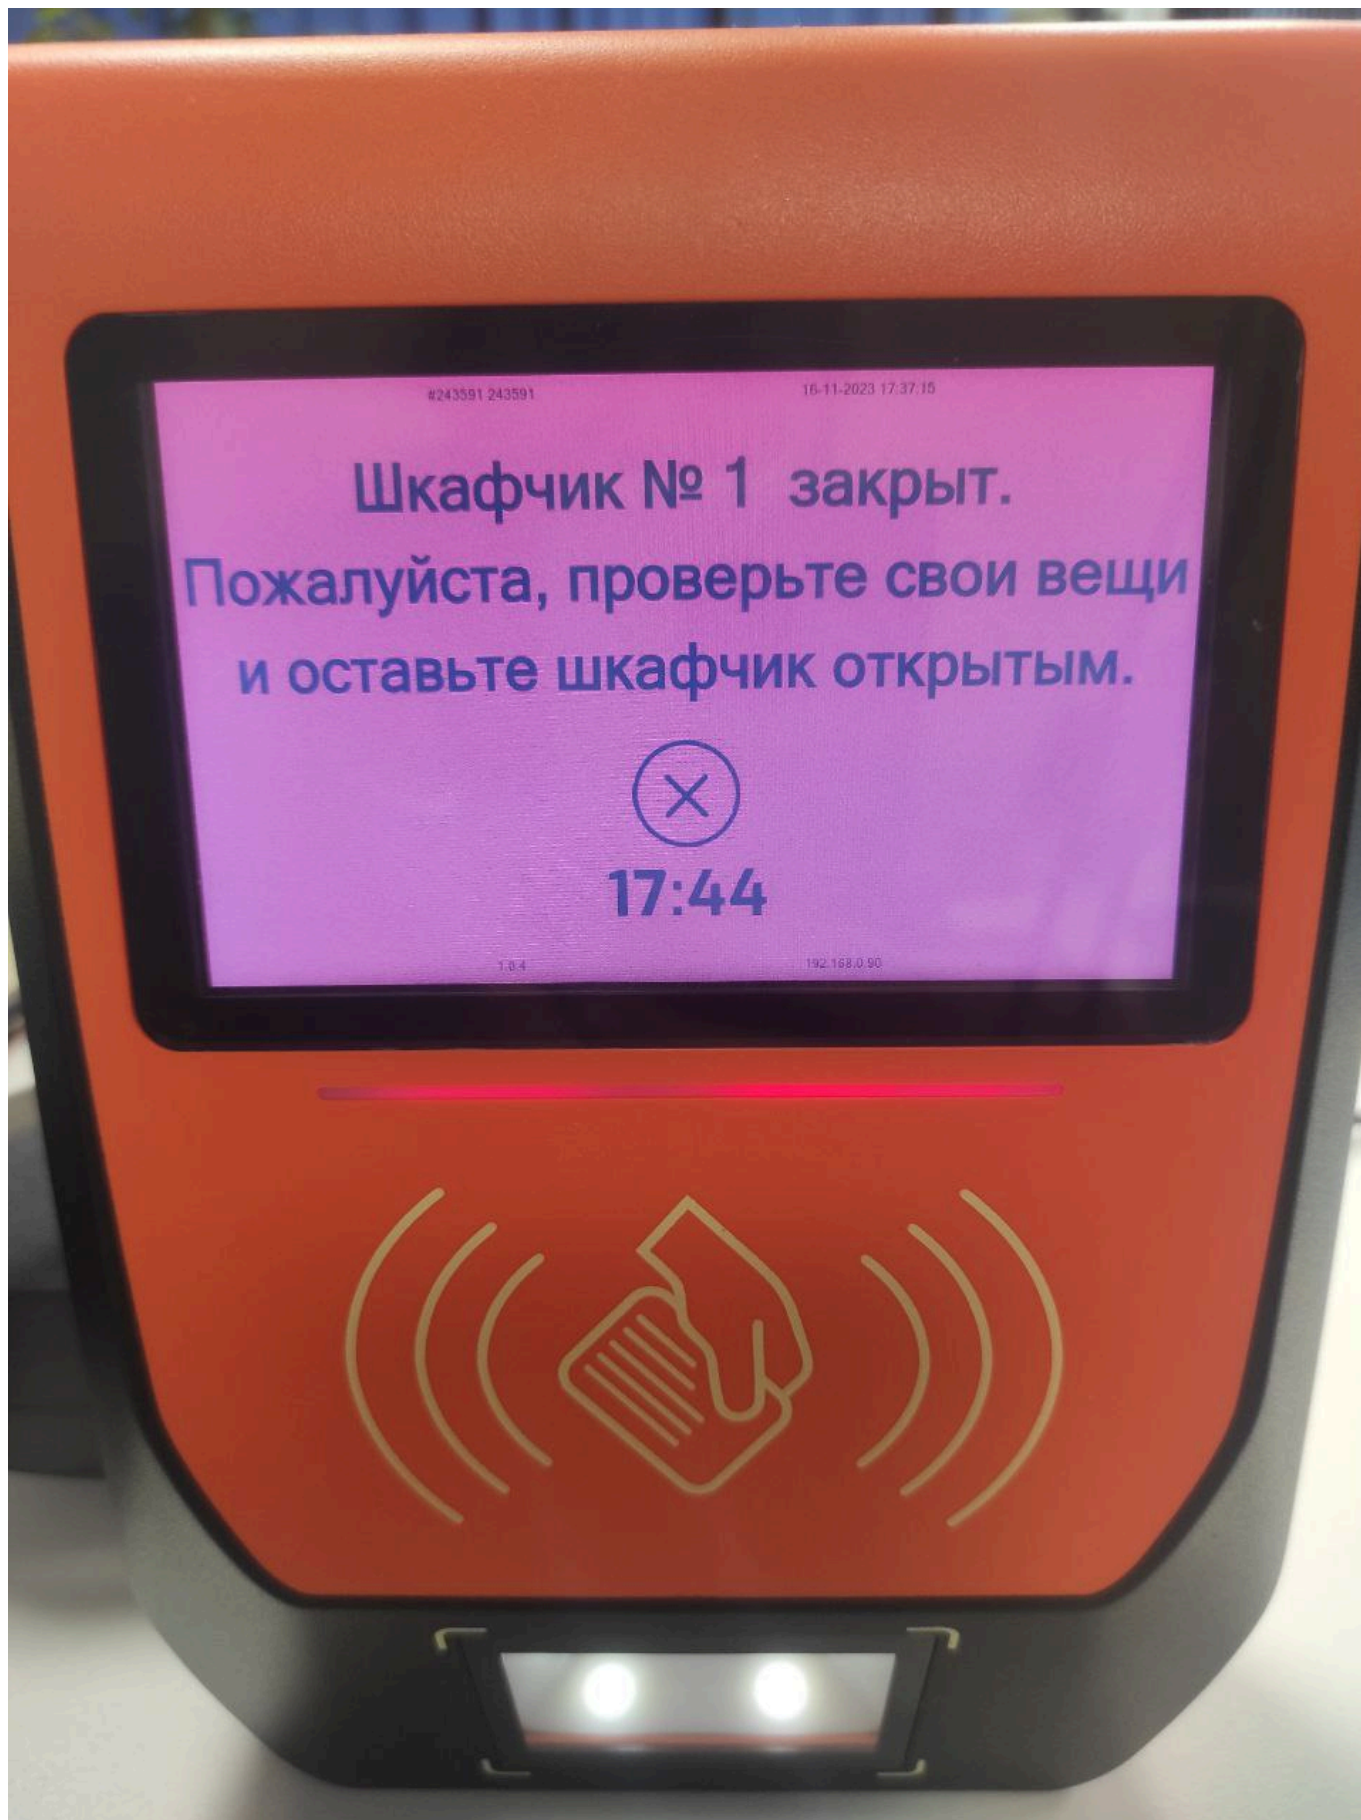 #243591 243591 16-11-2023 17:37:15
Шкафчик № 1 закрыт.
Пожалуйста, проверьте свои вещи
и оставьте шкафчик открытым.
17:44
1.0.4 192.168.0.90